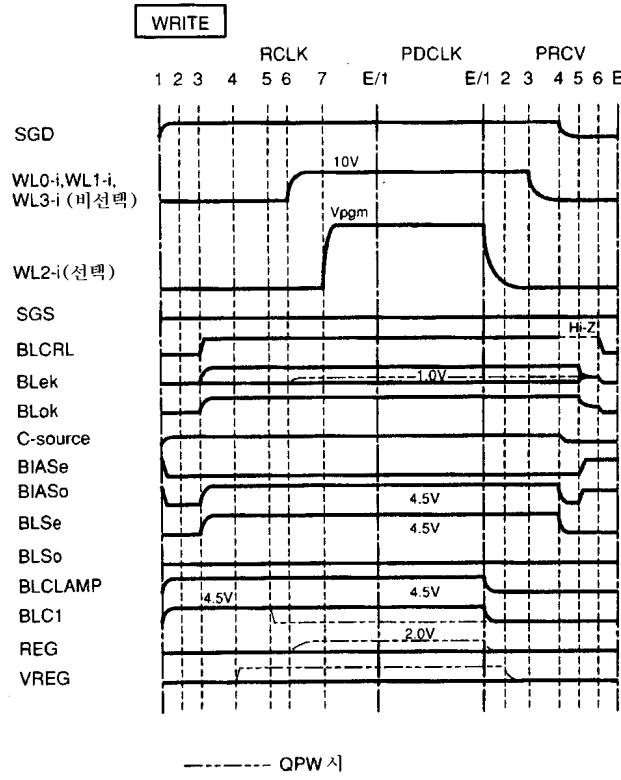 WRITE
RCLK PDCLK PRCV
1 2 3 4 5 6 7 E/1 E/1 2 3 4 5 6 E
SGD
10V
WL0-i,WL1-i,
WL3-i (비선택)
Vpgm
WL2-i(선택)
SGS
Hi-Z
BLCRL
BLek 1.0V
BLok
C-source
BIASe
BIASo 4.5V
BLSe 4.5V
BLSo
BLCLAMP 4.5V 4.5V
BLC1
REG 2.0V
VREG
QPW 시